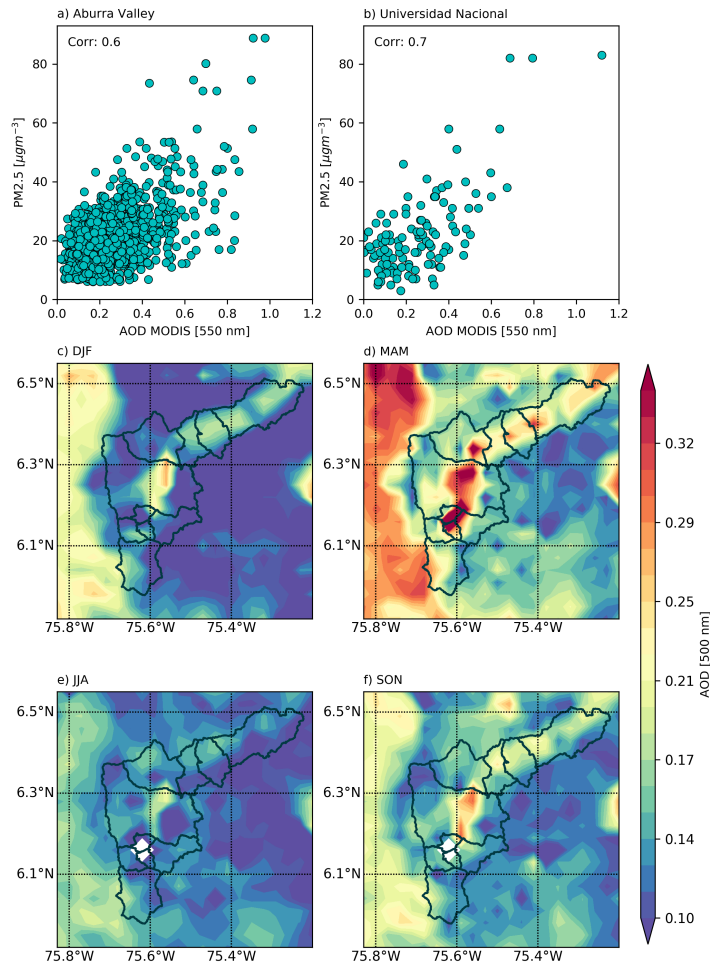 a) Aburra Valley
b) Universidad Nacional
Corr: 0.6
Corr: 0.7
80
60
40
20
0
PM2.5 [μgm⁻³]
0.0 0.2 0.4 0.6 0.8 1.0 1.2
AOD MODIS [550 nm]
80
60
40
20
0
PM2.5 [μgm⁻³]
0.0 0.2 0.4 0.6 0.8 1.0 1.2
AOD MODIS [550 nm]
c) DJF
6.5°N
6.3°N
6.1°N
75.8°W 75.6°W 75.4°W
d) MAM
6.5°N
6.3°N
6.1°N
75.8°W 75.6°W 75.4°W
e) JJA
6.5°N
6.3°N
6.1°N
75.8°W 75.6°W 75.4°W
f) SON
6.5°N
6.3°N
6.1°N
75.8°W 75.6°W 75.4°W
0.32
0.29
0.25
0.21
0.17
0.14
0.10
AOD [500 nm]